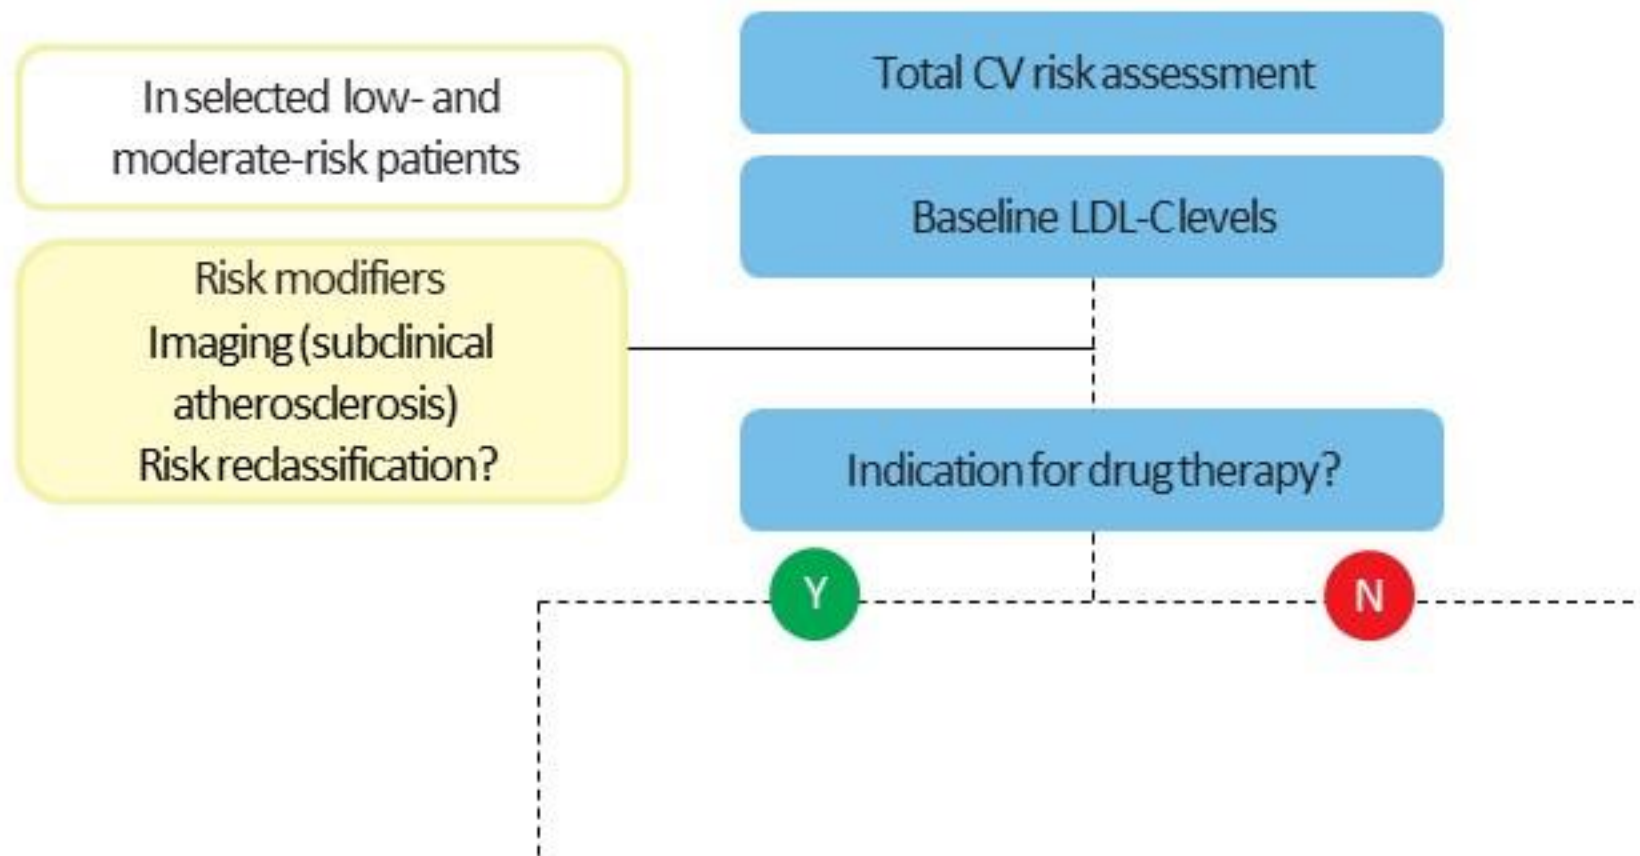 In selected low- and
moderate-risk patients
Total CV risk assessment
Baseline LDL-C levels
Risk modifiers
Imaging (subclinical
atherosclerosis)
Risk reclassification?
Indication for drug therapy?
Y
N